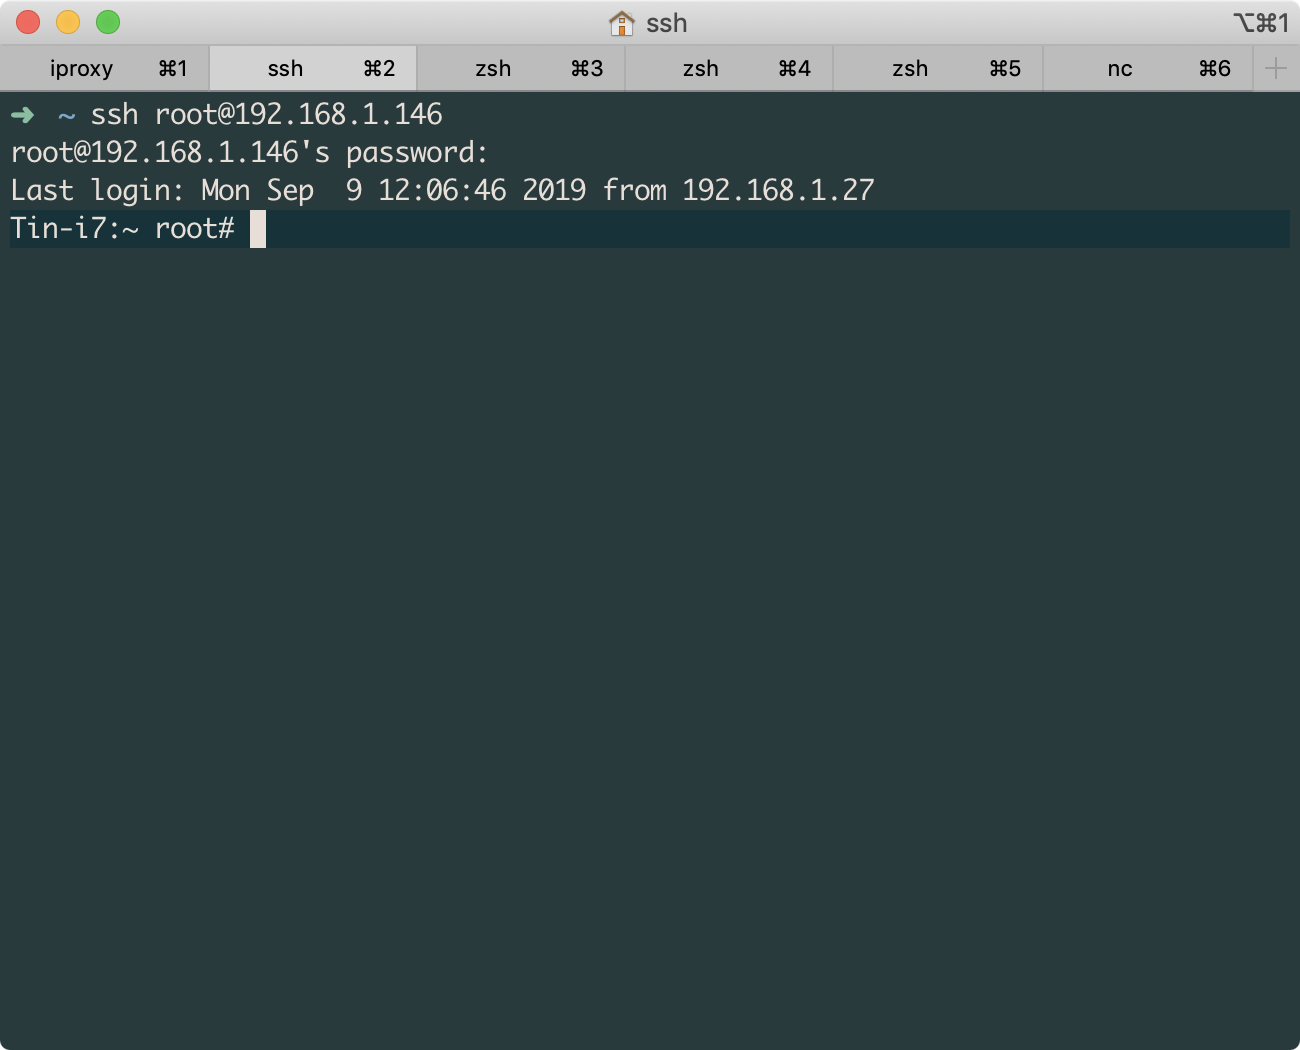 ssh ⌥⌘1
iproxy ⌘1 ssh ⌘2 zsh ⌘3 zsh ⌘4 zsh ⌘5 nc ⌘6 +
➜ ~ ssh root@192.168.1.146
root@192.168.1.146's password:
Last login: Mon Sep  9 12:06:46 2019 from 192.168.1.27
Tin-i7:~ root#